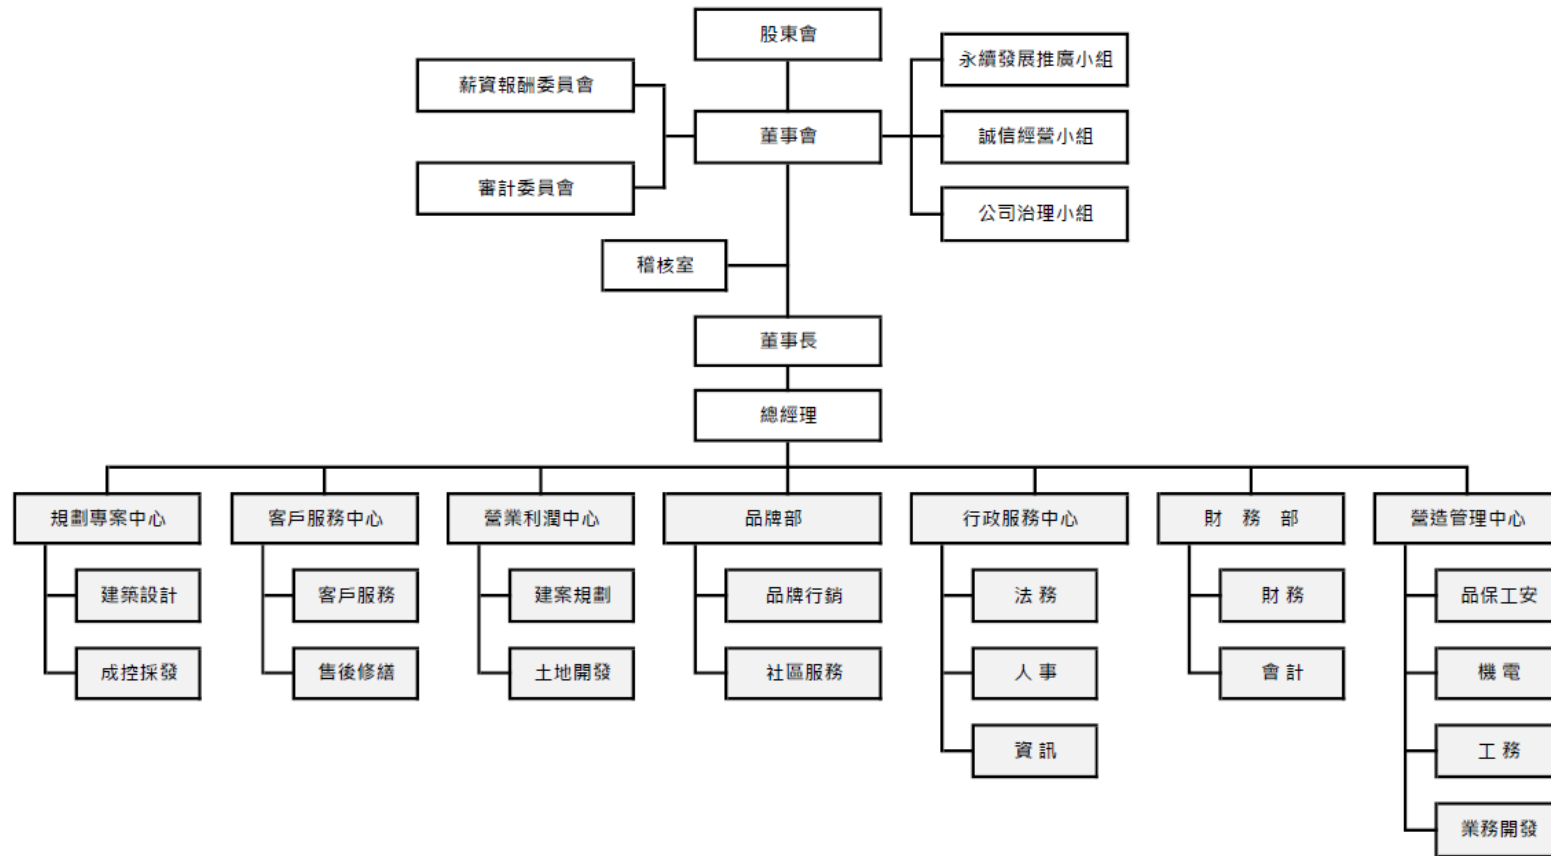 股東會
永續發展推廣小組
薪資報酬委員會
董事會
誠信經營小組
審計委員會
公司治理小組
稽核室
董事長
總經理
規劃專案中心
客戶服務中心
營業利潤中心
品牌部
行政服務中心
財 務 部
營造管理中心
建築設計
客戶服務
建案規劃
品牌行銷
法 務
財 務
品保工安
成控採發
售後修繕
土地開發
社區服務
人 事
會 計
機 電
資 訊
工 務
業務開發